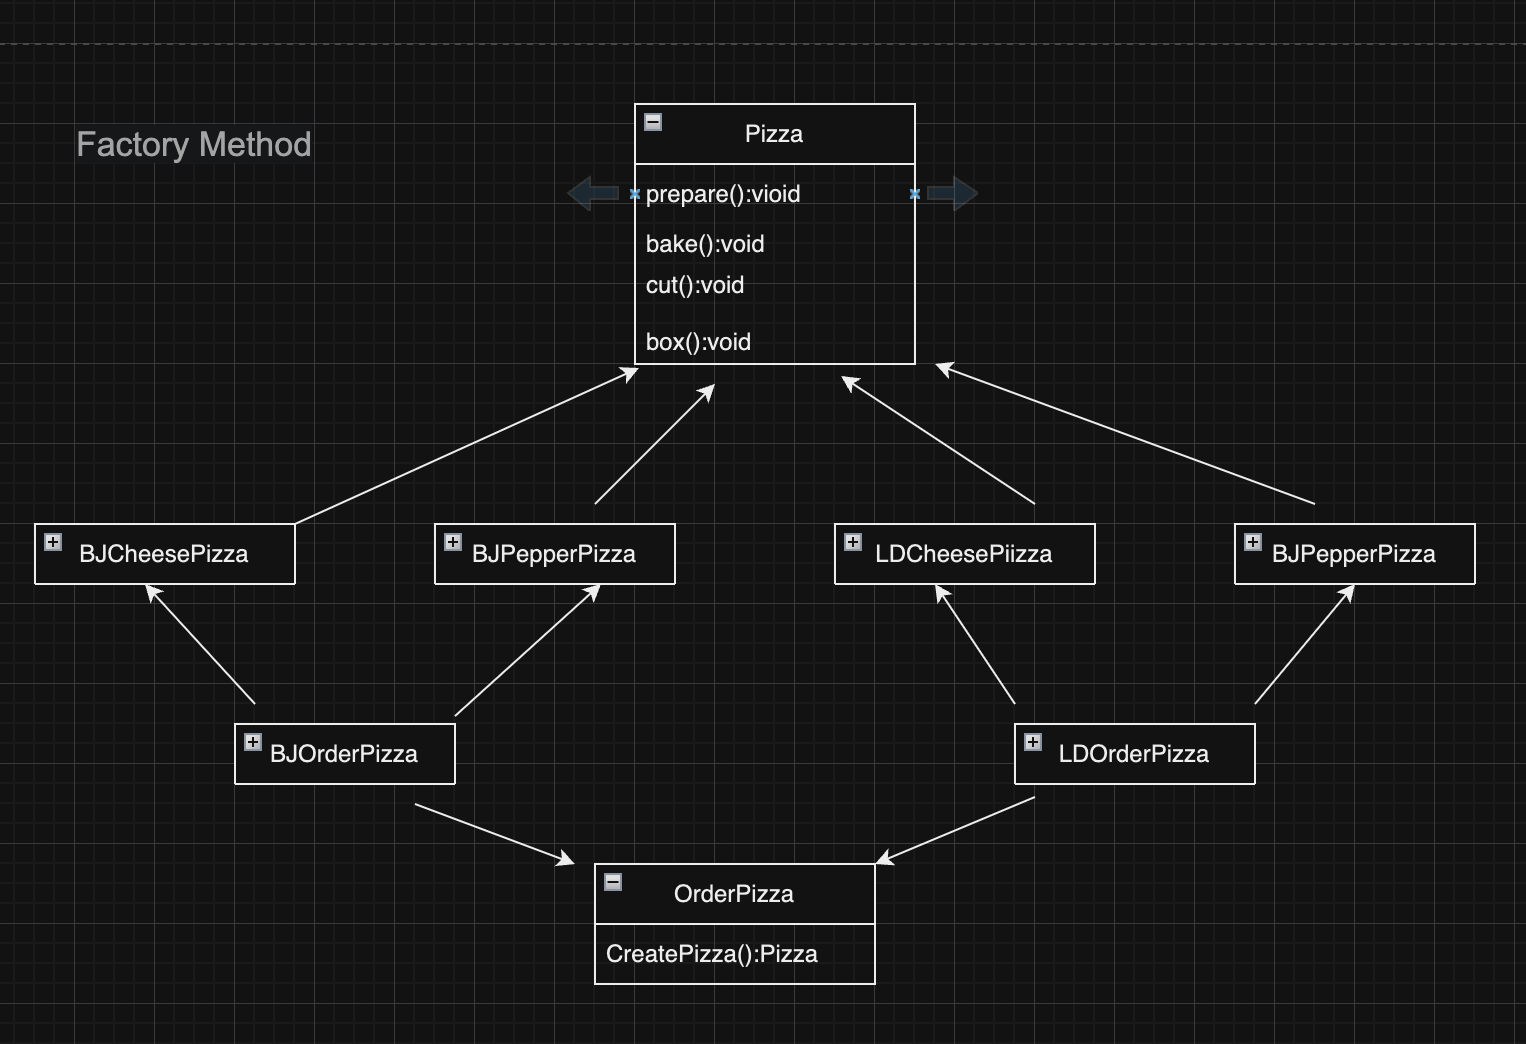 Factory Method
Pizza
prepare():vioid
bake():void
cut():void
box():void
BJCheesePizza
BJPepperPizza
LDCheesePiizza
BJPepperPizza
BJOrderPizza
LDOrderPizza
OrderPizza
CreatePizza():Pizza